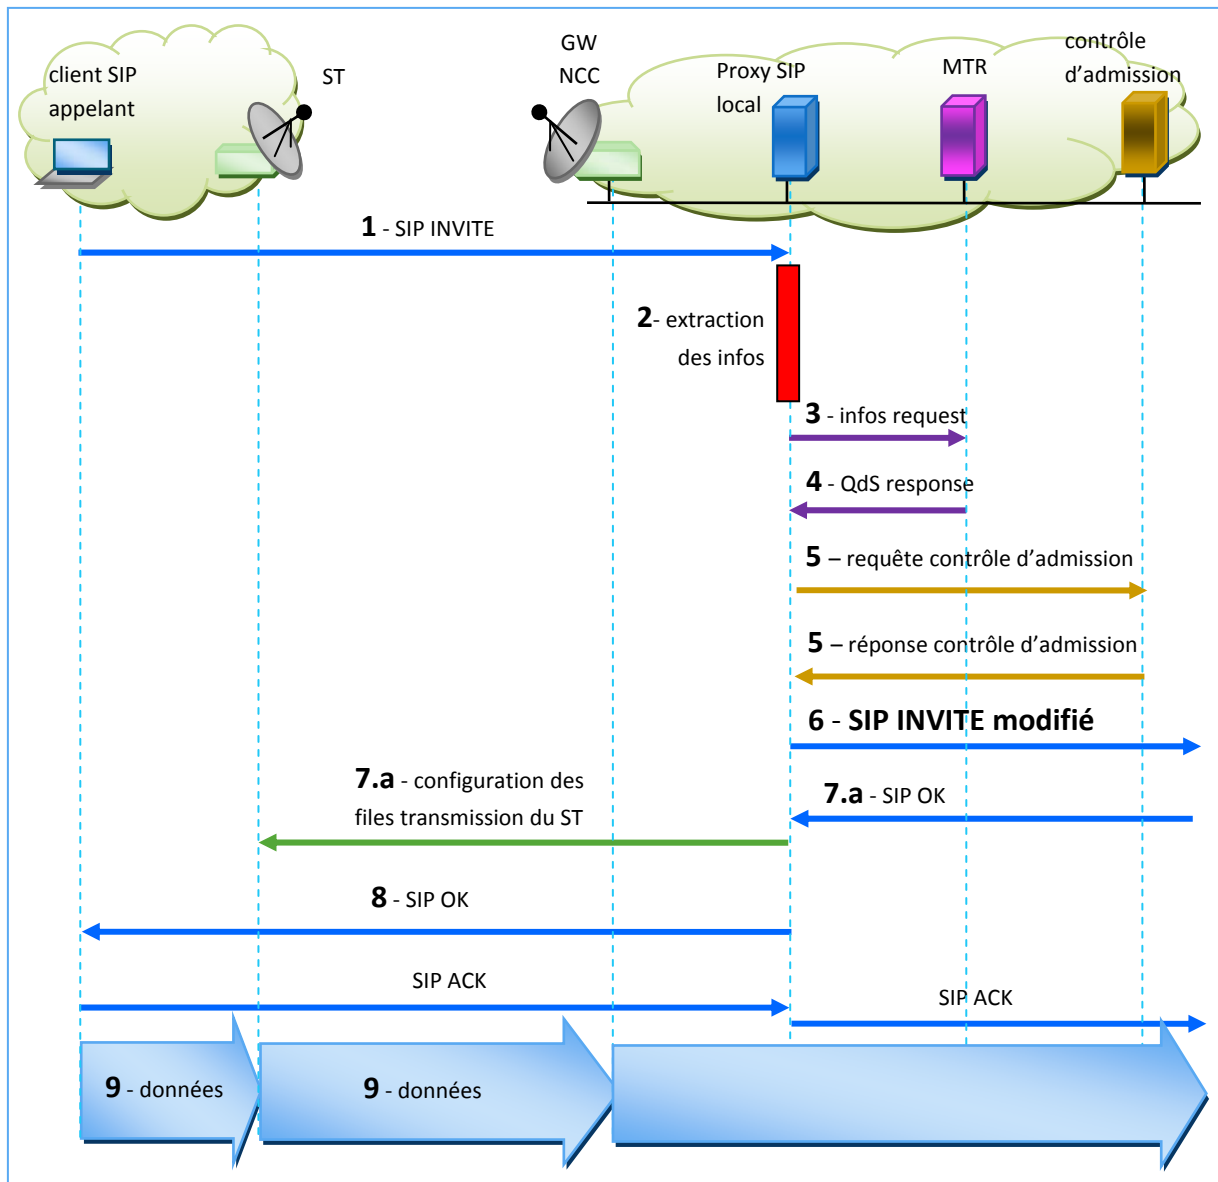 client SIP
appelant
ST
GW
NCC
Proxy SIP
local
MTR
contrôle
d’admission
1 - SIP INVITE
2- extraction
des infos
3 - infos request
4 - QdS response
5 – requête contrôle d’admission
5 – réponse contrôle d’admission
6 - SIP INVITE modifié
7.a - configuration des
files transmission du ST
7.a - SIP OK
8 - SIP OK
SIP ACK
SIP ACK
9 - données
9 - données